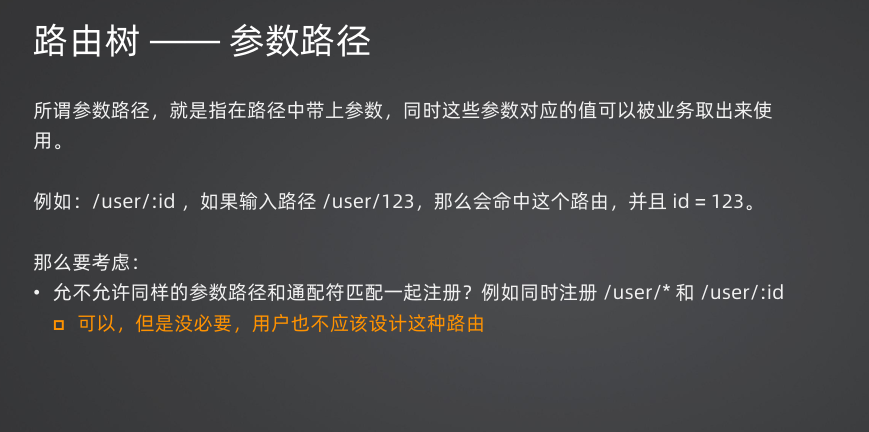 路由树 —— 参数路径
所谓参数路径，就是指在路径中带上参数，同时这些参数对应的值可以被业务取出来使
用。
例如：/user/:id ，如果输入路径 /user/123，那么会命中这个路由，并且 id = 123。
那么要考虑：
• 允不允许同样的参数路径和通配符匹配一起注册？例如同时注册 /user/* 和 /user/:id
可以，但是没必要，用户也不应该设计这种路由